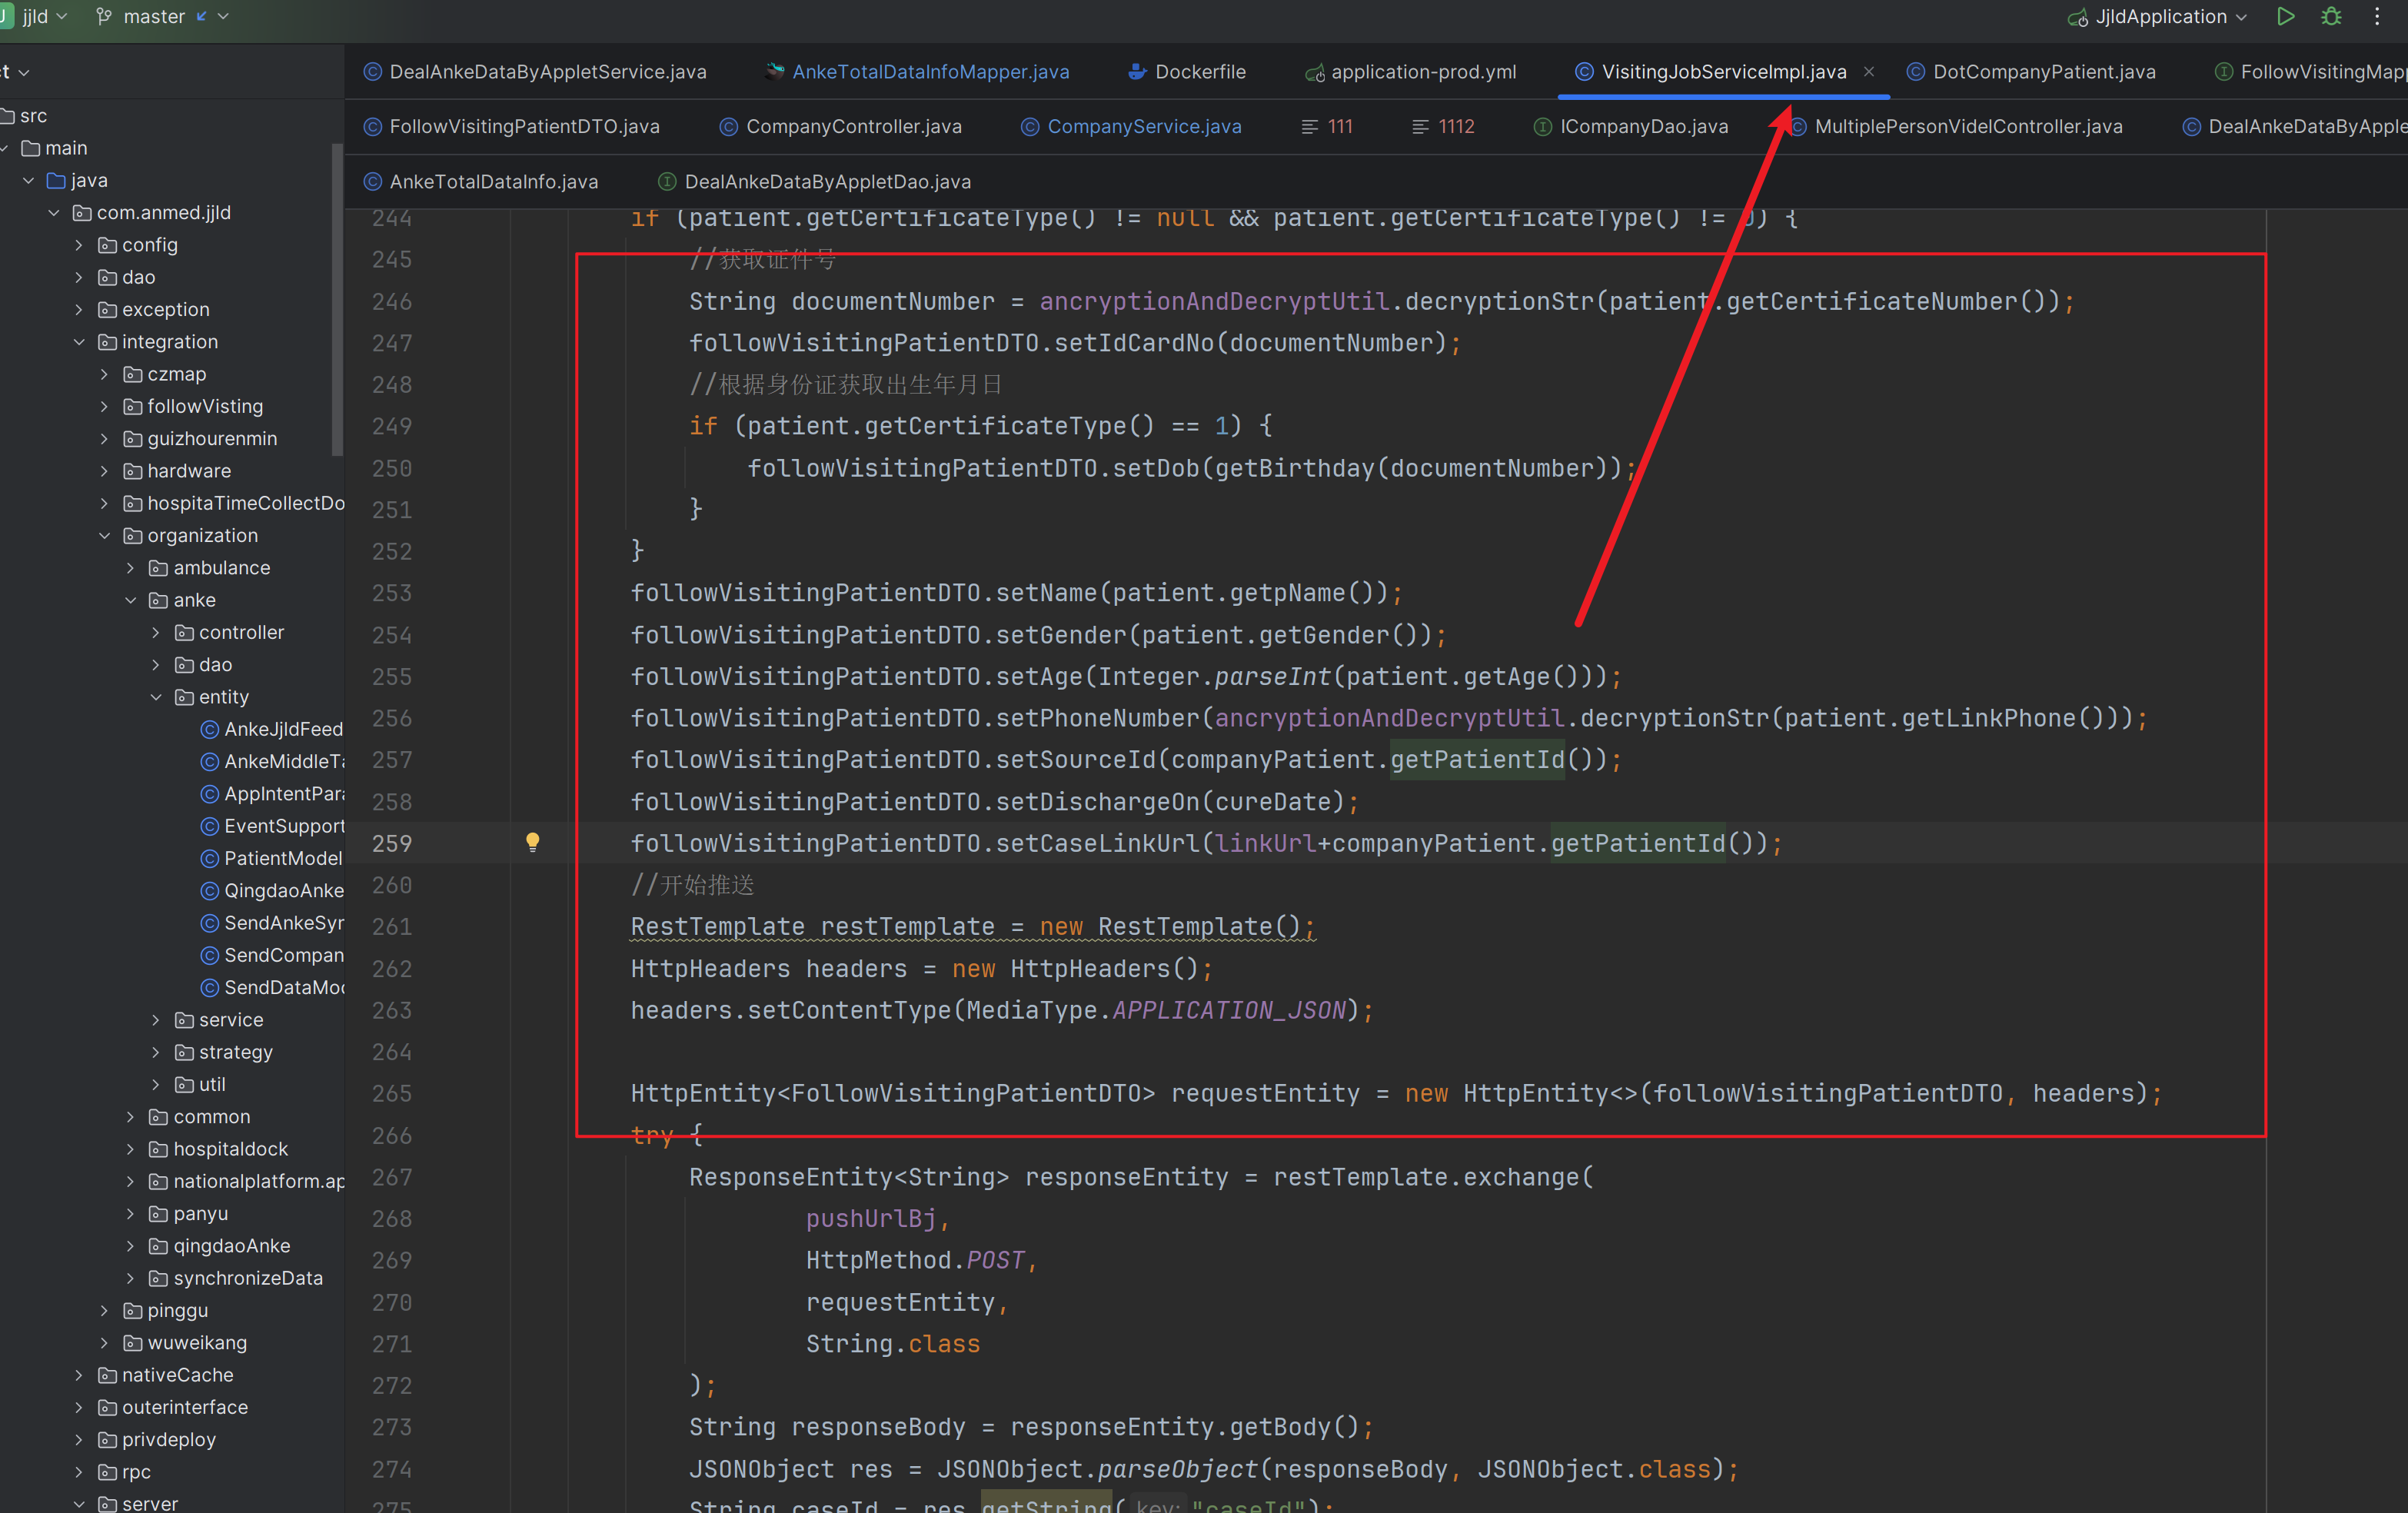 jjld
master
JjldApplication
ct
DealAnkeDataByAppletService.java
AnkeTotalDataInfoMapper.java
Dockerfile
application-prod.yml
VisitingJobServiceImpl.java
DotCompanyPatient.java
FollowVisitingMapp
FollowVisitingPatientDTO.java
CompanyController.java
CompanyService.java
111
1112
ICompanyDao.java
MultiplePersonVideIController.java
DealAnkeDataByApple
AnkeTotalDataInfo.java
DealAnkeDataByAppletDao.java
src
main
java
com.anmed.jjld
config
dao
exception
integration
czmap
followVisting
guizhourenmin
hardware
hospitaTimeCollectDo
organization
ambulance
anke
controller
dao
entity
AnkeJjldFeed
AnkeMiddleTa
AppIntentPara
EventSupport
PatientModel
QingdaoAnke
SendAnkeSyn
SendCompan
SendDataMod
service
strategy
util
common
hospitaldock
nationalplatform.ap
panyu
qingdaoAnke
synchronizeData
pinggu
wuweikang
nativeCache
outerinterface
privdeploy
rpc
server
244 if (patient.getCertificateType() != null && patient.getCertificateType() != 0) {
245 //获取证件号
246 String documentNumber = ancryptionAndDecryptUtil.decryptionStr(patient.getCertificateNumber());
247 followVisitingPatientDTO.setIdCardNo(documentNumber);
248 //根据身份证获取出生年月日
249 if (patient.getCertificateType() == 1) {
250 followVisitingPatientDTO.setDob(getBirthday(documentNumber));
251 }
252 }
253 followVisitingPatientDTO.setName(patient.getpName());
254 followVisitingPatientDTO.setGender(patient.getGender());
255 followVisitingPatientDTO.setAge(Integer.parseInt(patient.getAge()));
256 followVisitingPatientDTO.setPhoneNumber(ancryptionAndDecryptUtil.decryptionStr(patient.getLinkPhone()));
257 followVisitingPatientDTO.setSourceId(companyPatient.getPatientId());
258 followVisitingPatientDTO.setDischargeOn(cureDate);
259 followVisitingPatientDTO.setCaseLinkUrl(linkUrl+companyPatient.getPatientId());
260 //开始推送
261 RestTemplate restTemplate = new RestTemplate();
262 HttpHeaders headers = new HttpHeaders();
263 headers.setContentType(MediaType.APPLICATION_JSON);
264
265 HttpEntity<FollowVisitingPatientDTO> requestEntity = new HttpEntity<>(followVisitingPatientDTO, headers);
266 try {
267 ResponseEntity<String> responseEntity = restTemplate.exchange(
268 pushUrlBj,
269 HttpMethod.POST,
270 requestEntity,
271 String.class
272 );
273 String responseBody = responseEntity.getBody();
274 JSONObject res = JSONObject.parseObject(responseBody, JSONObject.class);
275 String caseId = res.getString( key: "caseId");